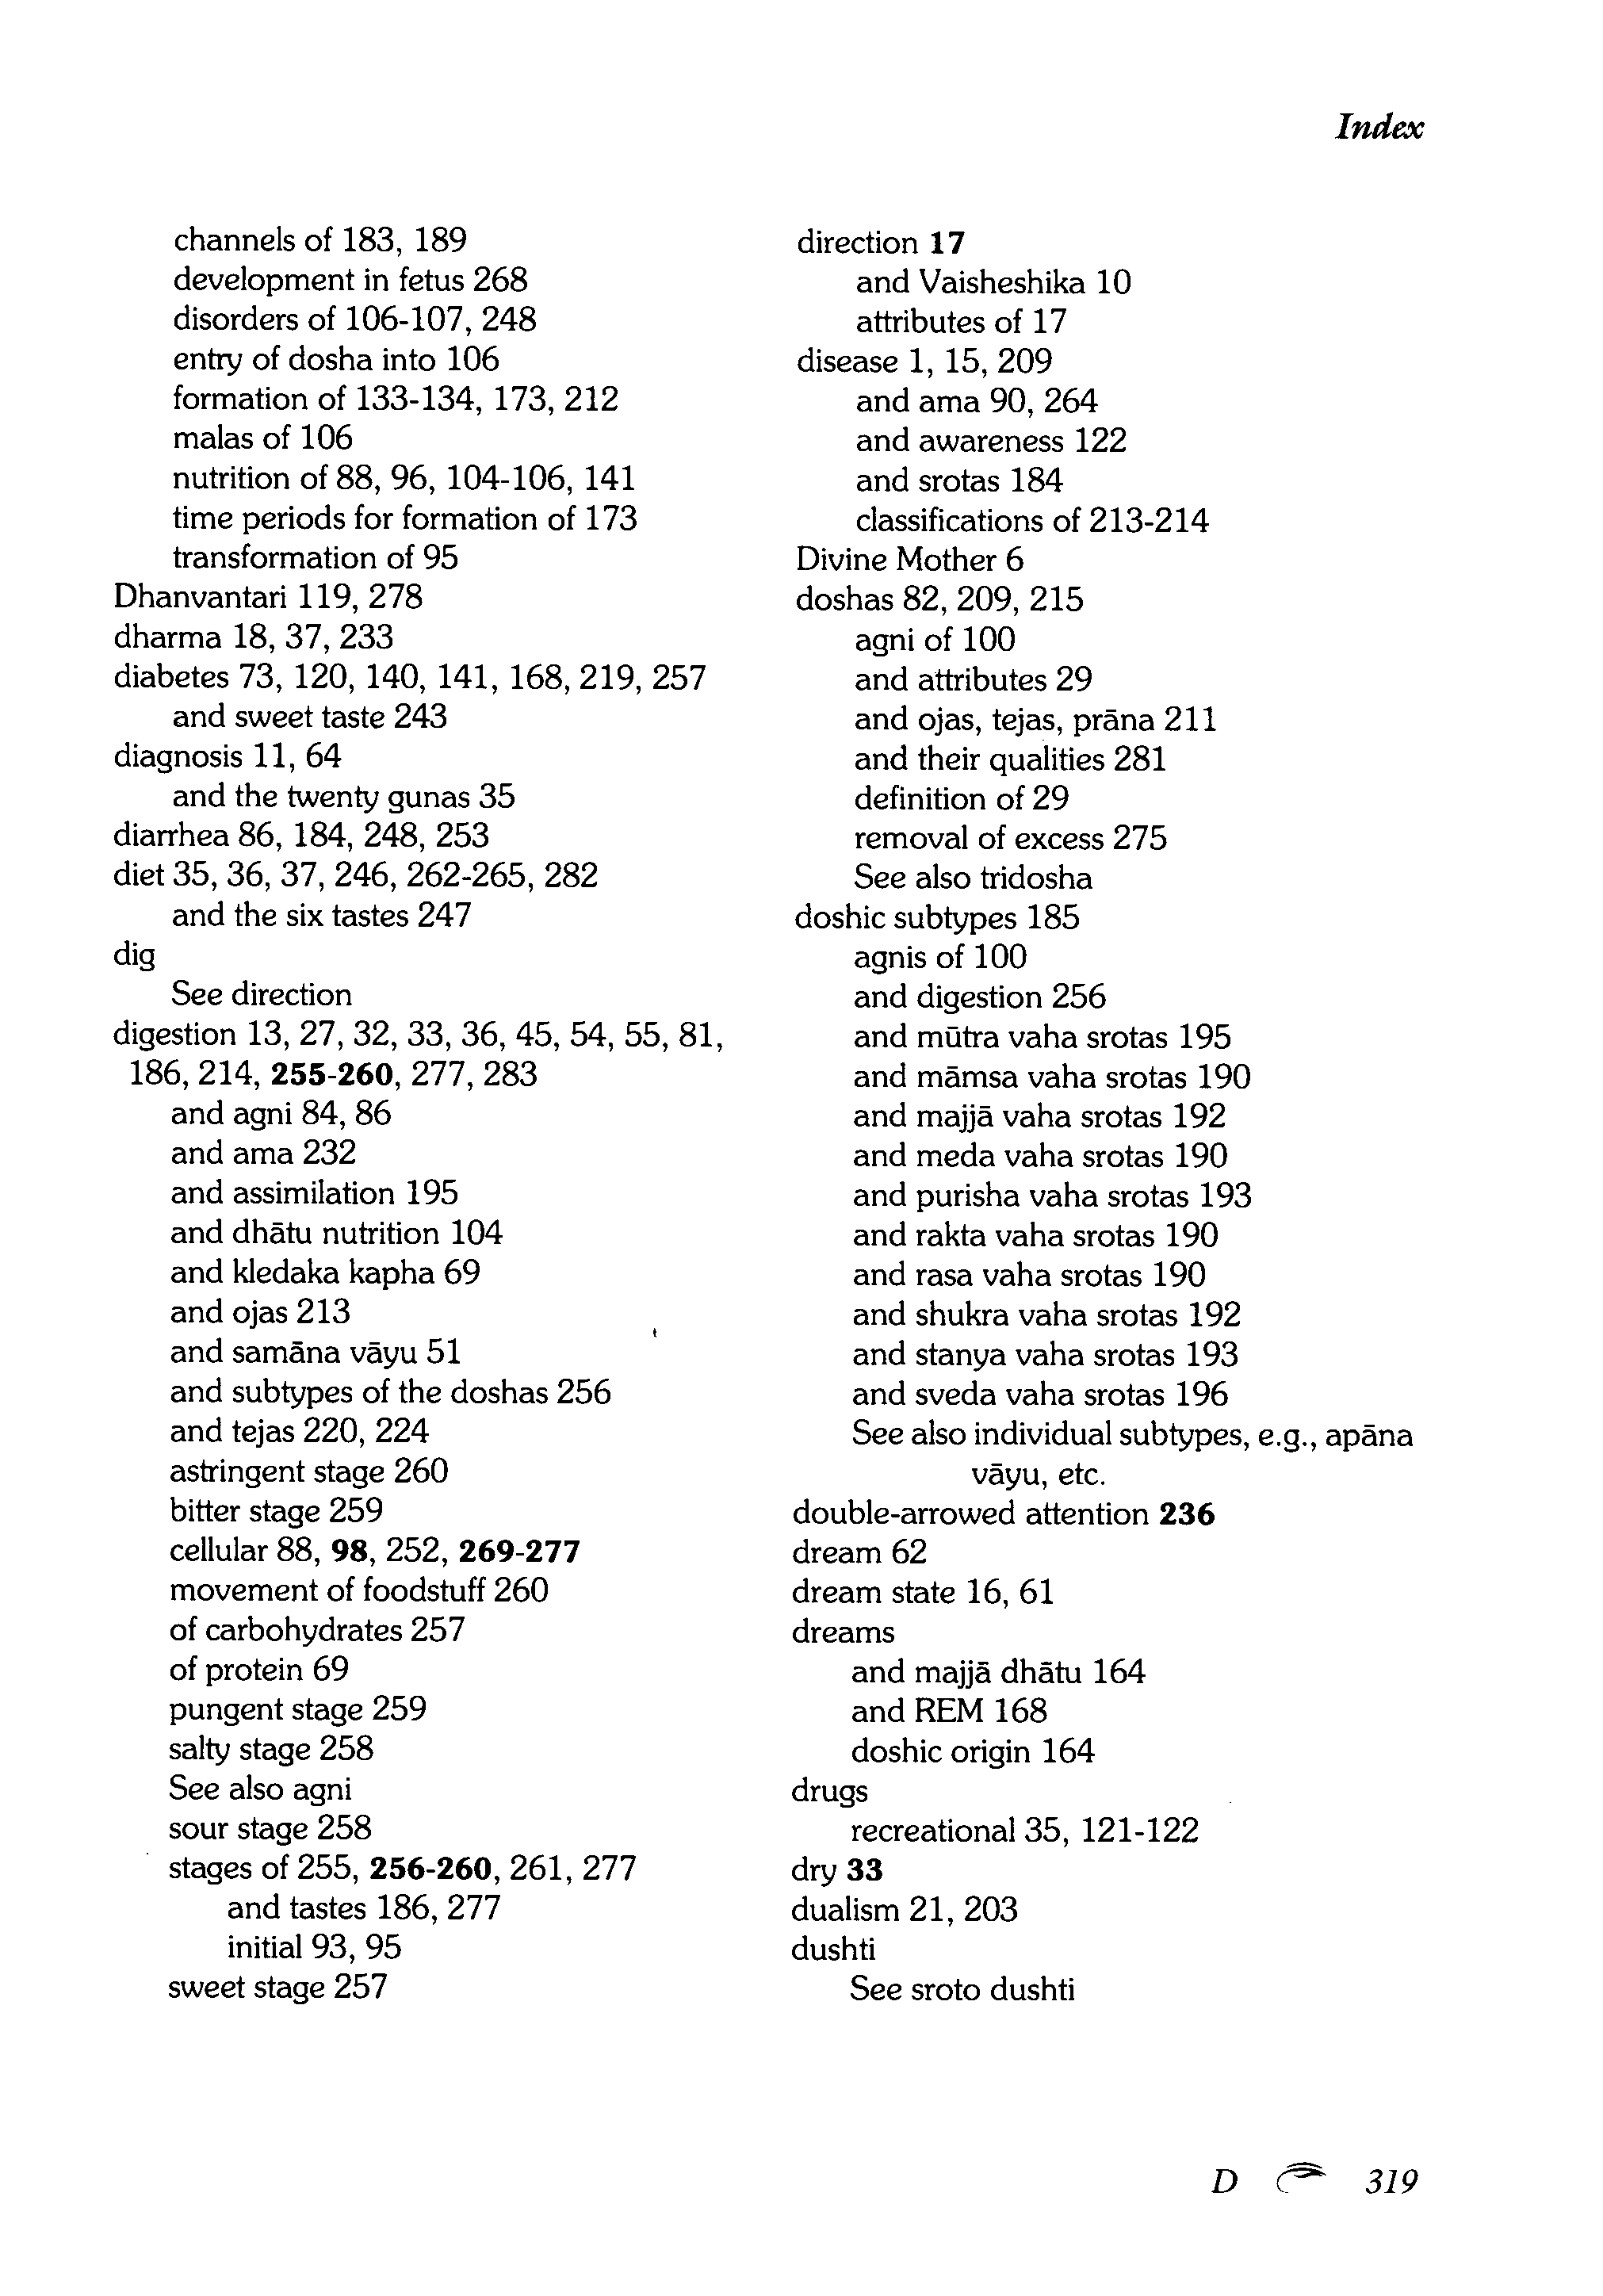 Index
channels of 183, 189
development in fetus 268
disorders of 106-107, 248
entry of dosha into 106
formation of 133-134, 173, 212
malas of 106
nutrition of 88, 96, 104-106, 141
time periods for formation of 173
transformation of 95
Dhanvantari 119, 278
dharma 18, 37, 233
diabetes 73, 120, 140, 141, 168, 219, 257
and sweet taste 243
diagnosis 11, 64
and the twenty gunas 35
diarrhea 86, 184, 248, 253
diet 35, 36, 37, 246, 262-265, 282
and the six tastes 247
dig
See direction
digestion 13, 27, 32, 33, 36, 45, 54, 55, 81,
186, 214, 255-260, 277, 283
and agni 84, 86
and ama 232
and assimilation 195
and dhātu nutrition 104
and kledaka kapha 69
and ojas 213
and samāna vāyu 51
and subtypes of the doshas 256
and tejas 220, 224
astringent stage 260
bitter stage 259
cellular 88, 98, 252, 269-277
movement of foodstuff 260
of carbohydrates 257
of protein 69
pungent stage 259
salty stage 258
See also agni
sour stage 258
stages of 255, 256-260, 261, 277
and tastes 186, 277
initial 93, 95
sweet stage 257
direction 17
and Vaisheshika 10
attributes of 17
disease 1, 15, 209
and ama 90, 264
and awareness 122
and srotas 184
classifications of 213-214
Divine Mother 6
doshas 82, 209, 215
agni of 100
and attributes 29
and ojas, tejas, prāna 211
and their qualities 281
definition of 29
removal of excess 275
See also tridosha
doshic subtypes 185
agnis of 100
and digestion 256
and mūtra vaha srotas 195
and māmsa vaha srotas 190
and majjā vaha srotas 192
and meda vaha srotas 190
and purisha vaha srotas 193
and rakta vaha srotas 190
and rasa vaha srotas 190
and shukra vaha srotas 192
and stanya vaha srotas 193
and sveda vaha srotas 196
See also individual subtypes, e.g., apāna
vāyu, etc.
double-arrowed attention 236
dream 62
dream state 16, 61
dreams
and majjā dhātu 164
and REM 168
doshic origin 164
drugs
recreational 35, 121-122
dry 33
dualism 21, 203
dushti
See sroto dushti
D 319